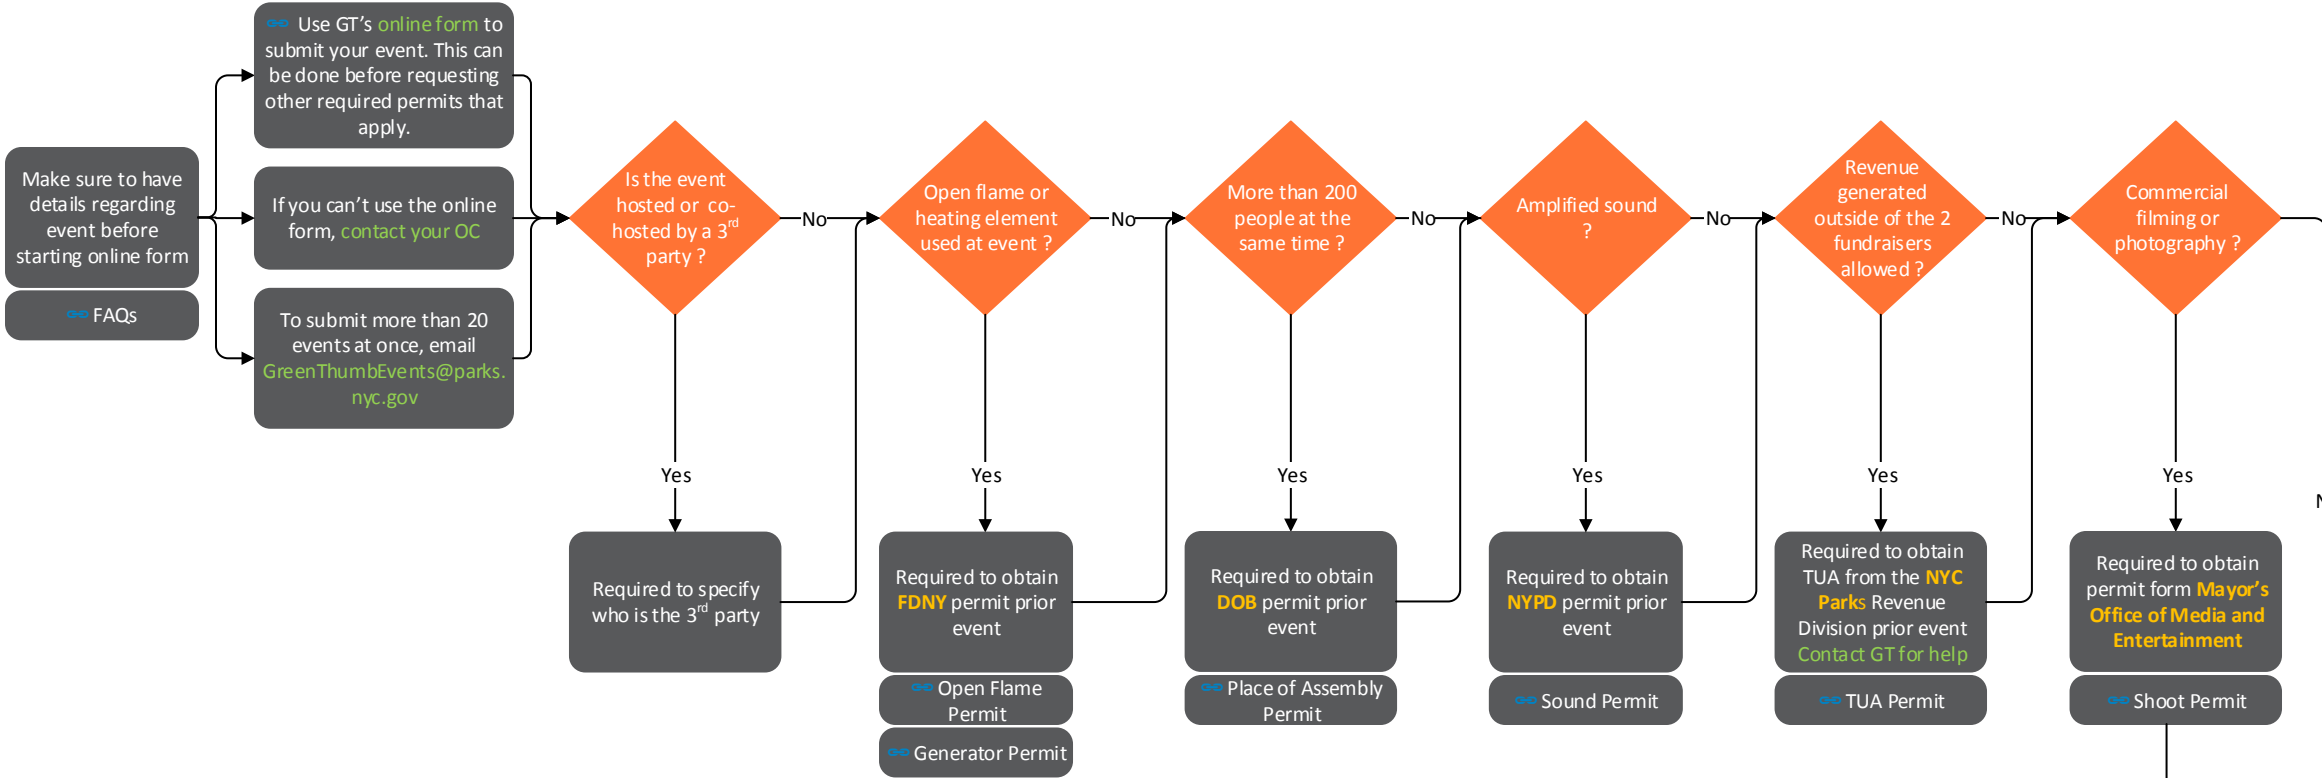 Make sure to have
details regarding
event before
starting online form
FAQs
Use GT's online form to
submit your event. This can
be done before requesting
other required permits that
apply.
If you can't use the online
form, contact your OC
To submit more than 20
events at once, email
GreenThumbEvents@parks.
nyc.gov
Is the event
hosted or co-
hosted by a 3rd
party ?
No
Yes
Required to specify
who is the 3rd party
Open flame or
heating element
used at event ?
No
Yes
Required to obtain
FDNY permit prior
event
Open Flame
Permit
Generator Permit
More than 200
people at the
same time ?
No
Yes
Required to obtain
DOB permit prior
event
Place of Assembly
Permit
Amplified sound
?
No
Yes
Required to obtain
NYPD permit prior
event
Sound Permit
Revenue
generated
outside of the 2
fundraisers
allowed ?
No
Yes
Required to obtain
TUA from the NYC
Parks Revenue
Division prior event
Contact GT for help
TUA Permit
Commercial
filming or
photography ?
Yes
Required to obtain
permit form Mayor's
Office of Media and
Entertainment
Shoot Permit